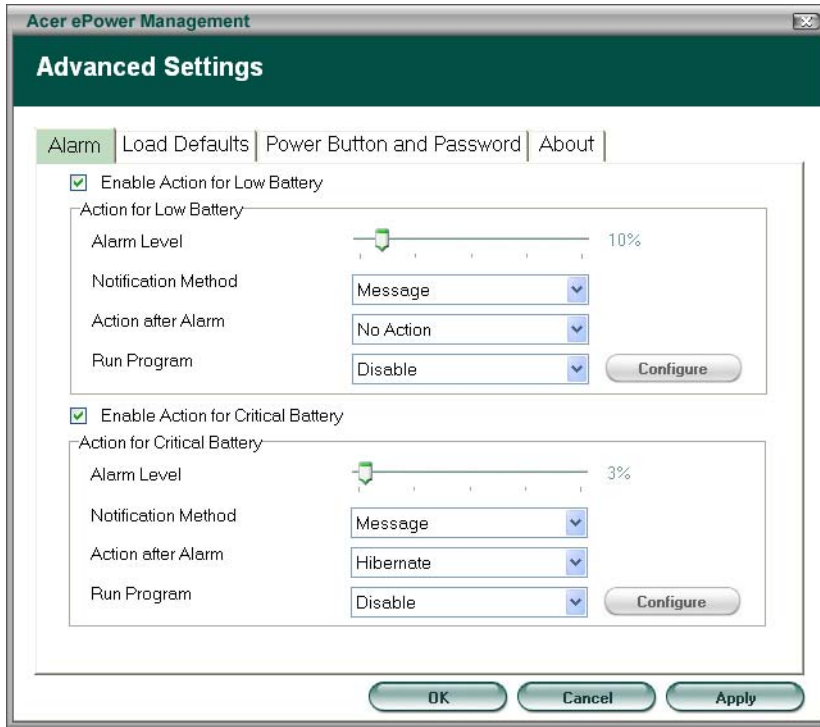 Acer ePower Management
Advanced Settings
Alarm Load Defaults Power Button and Password About
Enable Action for Low Battery
Action for Low Battery
Alarm Level 10%
Notification Method Message
Action after Alarm No Action
Run Program Disable Configure
Enable Action for Critical Battery
Action for Critical Battery
Alarm Level 3%
Notification Method Message
Action after Alarm Hibernate
Run Program Disable Configure
OK Cancel Apply